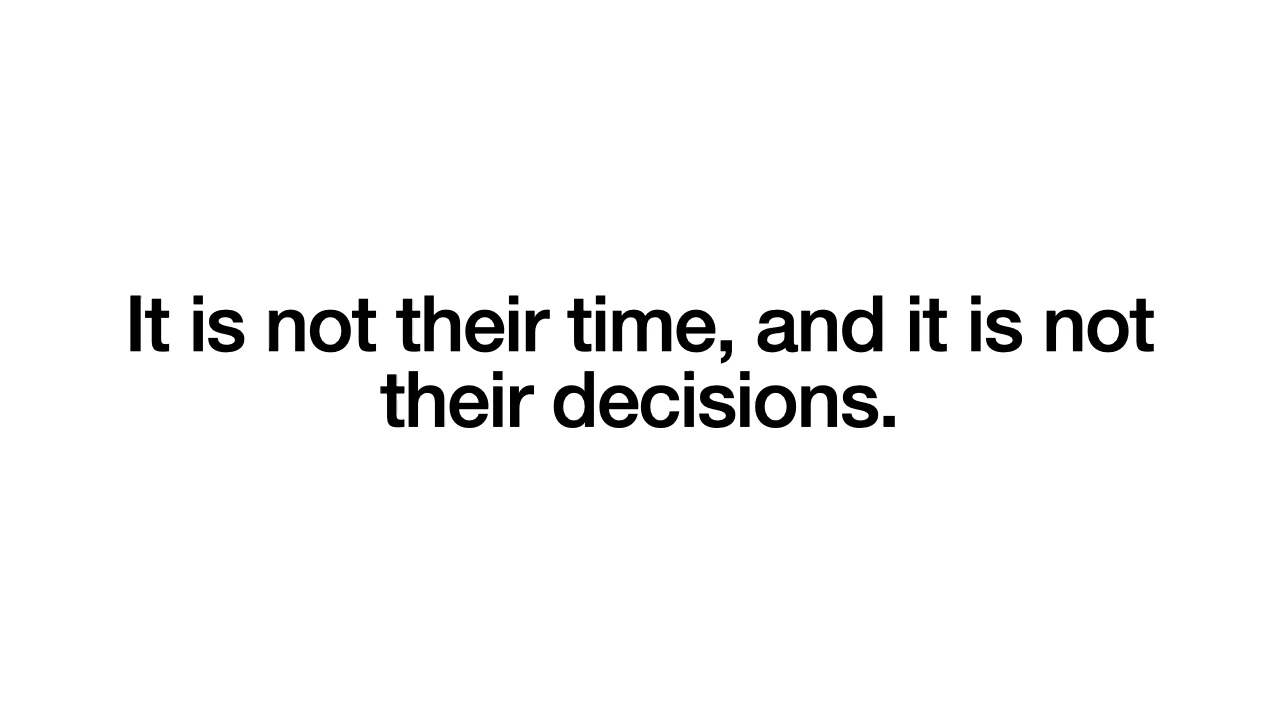 It is not their time, and it is not
their decisions.